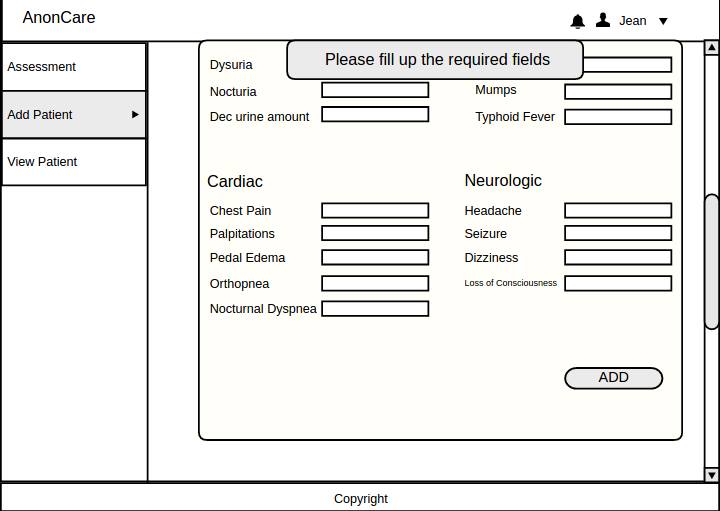 AnonCare
Jean
Assessment
Add Patient
View Patient
Please fill up the required fields
Dysuria
Nocturia
Mumps
Dec urine amount
Typhoid Fever
Cardiac
Neurologic
Chest Pain
Headache
Palpitations
Seizure
Pedal Edema
Dizziness
Orthopnea
Loss of Consciousness
Nocturnal Dyspnea
ADD
Copyright